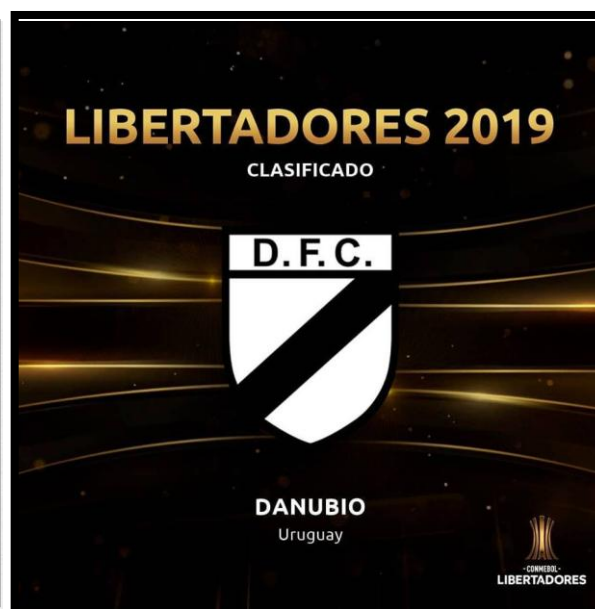 LIBERTADORES 2019
CLASIFICADO
D.F.C.
DANUBIO
Uruguay
-CONMEBOL-
LIBERTADORES